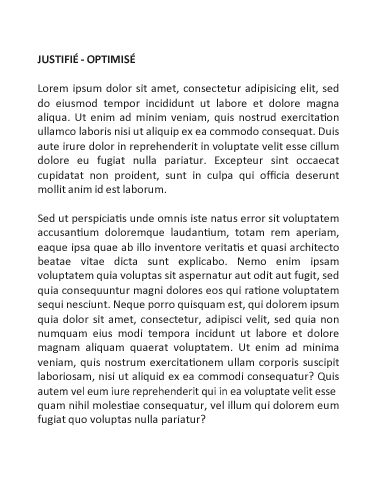 JUSTIFIÉ - OPTIMISÉ
Lorem ipsum dolor sit amet, consectetur adipisicing elit, sed
do eiusmod tempor incididunt ut labore et dolore magna
aliqua. Ut enim ad minim veniam, quis nostrud exercitation
ullamco laboris nisi ut aliquip ex ea commodo consequat. Duis
aute irure dolor in reprehenderit in voluptate velit esse cillum
dolore eu fugiat nulla pariatur. Excepteur sint occaecat
cupidatat non proident, sunt in culpa qui officia deserunt
mollit anim id est laborum.
Sed ut perspiciatis unde omnis iste natus error sit voluptatem
accusantium doloremque laudantium, totam rem aperiam,
eaque ipsa quae ab illo inventore veritatis et quasi architecto
beatae vitae dicta sunt explicabo. Nemo enim ipsam
voluptatem quia voluptas sit aspernatur aut odit aut fugit, sed
quia consequuntur magni dolores eos qui ratione voluptatem
sequi nesciunt. Neque porro quisquam est, qui dolorem ipsum
quia dolor sit amet, consectetur, adipisci velit, sed quia non
numquam eius modi tempora incidunt ut labore et dolore
magnam aliquam quaerat voluptatem. Ut enim ad minima
veniam, quis nostrum exercitationem ullam corporis suscipit
laboriosam, nisi ut aliquid ex ea commodi consequatur? Quis
autem vel eum iure reprehenderit qui in ea voluptate velit esse
quam nihil molestiae consequatur, vel illum qui dolorem eum
fugiat quo voluptas nulla pariatur?